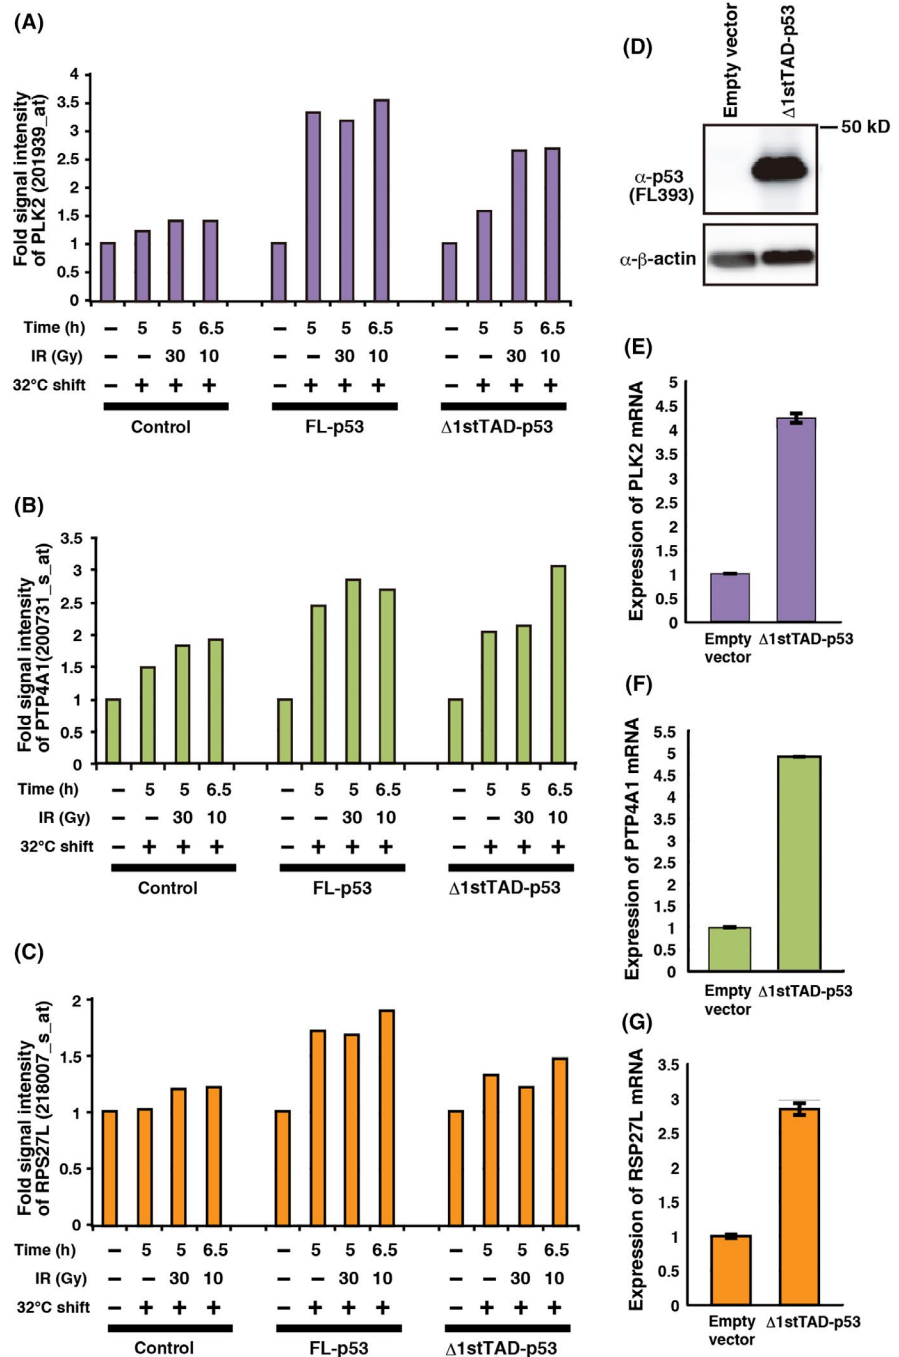 (A)
Fold signal intensity
of PLK2 (201939_at)
4
3.5
3
2.5
2
1.5
1
0.5
0
Time (h) – 5 5 6.5 – 5 5 6.5 – 5 5 6.5
IR (Gy) – – 30 10 – – 30 10 – – 30 10
32°C shift – + + + – + + + – + + +
Control FL-p53 Δ1stTAD-p53
(B)
Fold signal intensity
of PTP4A1(200731_s_at)
3.5
3
2.5
2
1.5
1
0.5
0
Time (h) – 5 5 6.5 – 5 5 6.5 – 5 5 6.5
IR (Gy) – – 30 10 – – 30 10 – – 30 10
32°C shift – + + + – + + + – + + +
Control FL-p53 Δ1stTAD-p53
(C)
Fold signal intensity
of RPS27L (218007_s_at)
2
1.5
1
0.5
0
Time (h) – 5 5 6.5 – 5 5 6.5 – 5 5 6.5
IR (Gy) – – 30 10 – – 30 10 – – 30 10
32°C shift – + + + – + + + – + + +
Control FL-p53 Δ1stTAD-p53
(D)
Empty vector
Δ1stTAD-p53
50 kD
α-p53
(FL393)
α-β-actin
(E)
Expression of PLK2 mRNA
5
4.5
4
3.5
3
2.5
2
1.5
1
0.5
0
Empty Δ1stTAD-p53
vector
(F)
Expression of PTP4A1 mRNA
5.5
5
4.5
4
3.5
3
2.5
2
1.5
1
0.5
0
Empty Δ1stTAD-p53
vector
(G)
Expression of RSP27L mRNA
3.5
3
2.5
2
1.5
1
0.5
0
Empty Δ1stTAD-p53
vector